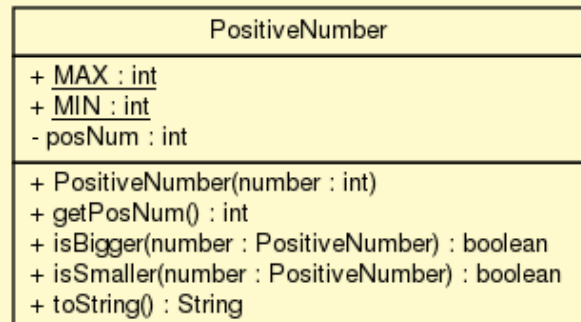 PositiveNumber
+ MAX : int
+ MIN : int
- posNum : int
+ PositiveNumber(number : int)
+ getPosNum() : int
+ isBigger(number : PositiveNumber) : boolean
+ isSmaller(number : PositiveNumber) : boolean
+ toString() : String